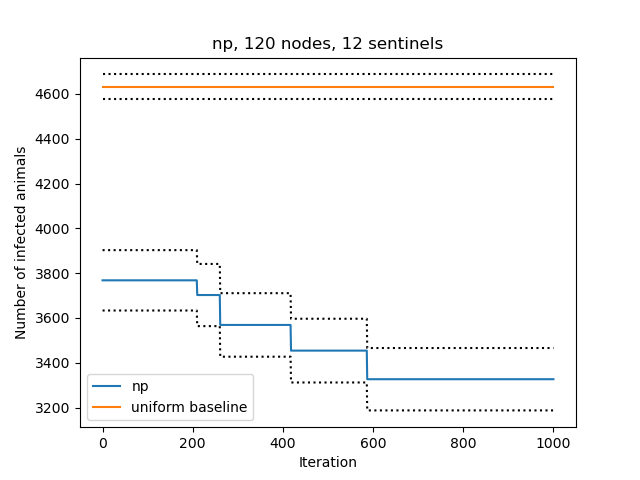 np, 120 nodes, 12 sentinels
Number of infected animals
4600
4400
4200
4000
3800
3600
3400
3200
np
uniform baseline
0 200 400 600 800 1000
Iteration